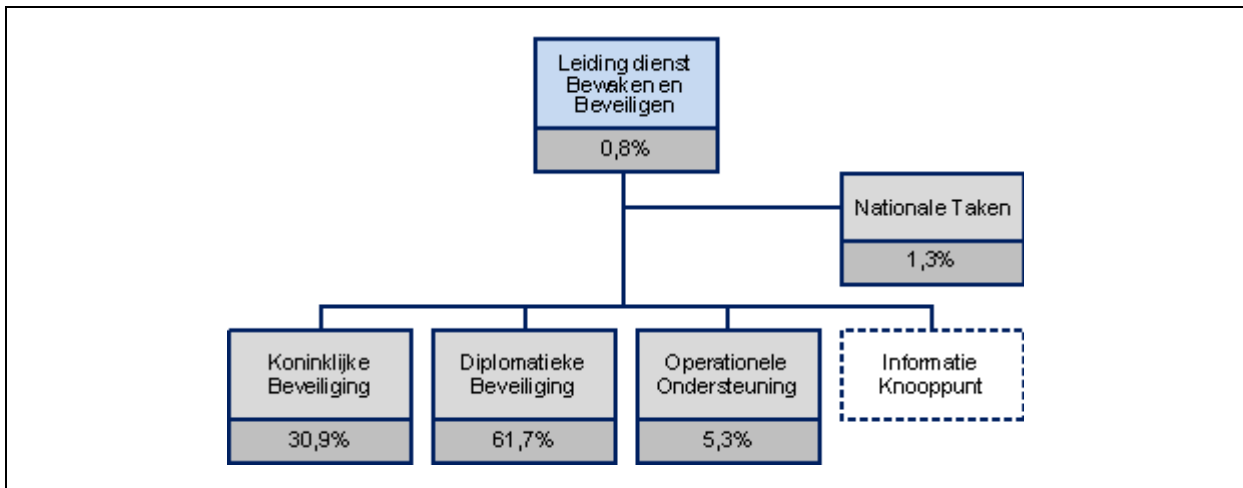 Leiding dienst
Bewaken en
Beveiligen
0,8%
Nationale Taken
1,3%
Koninklijke
Beveiliging
30,9%
Diplomatieke
Beveiliging
61,7%
Operationele
Ondersteuning
5,3%
Informatie
Knooppunt